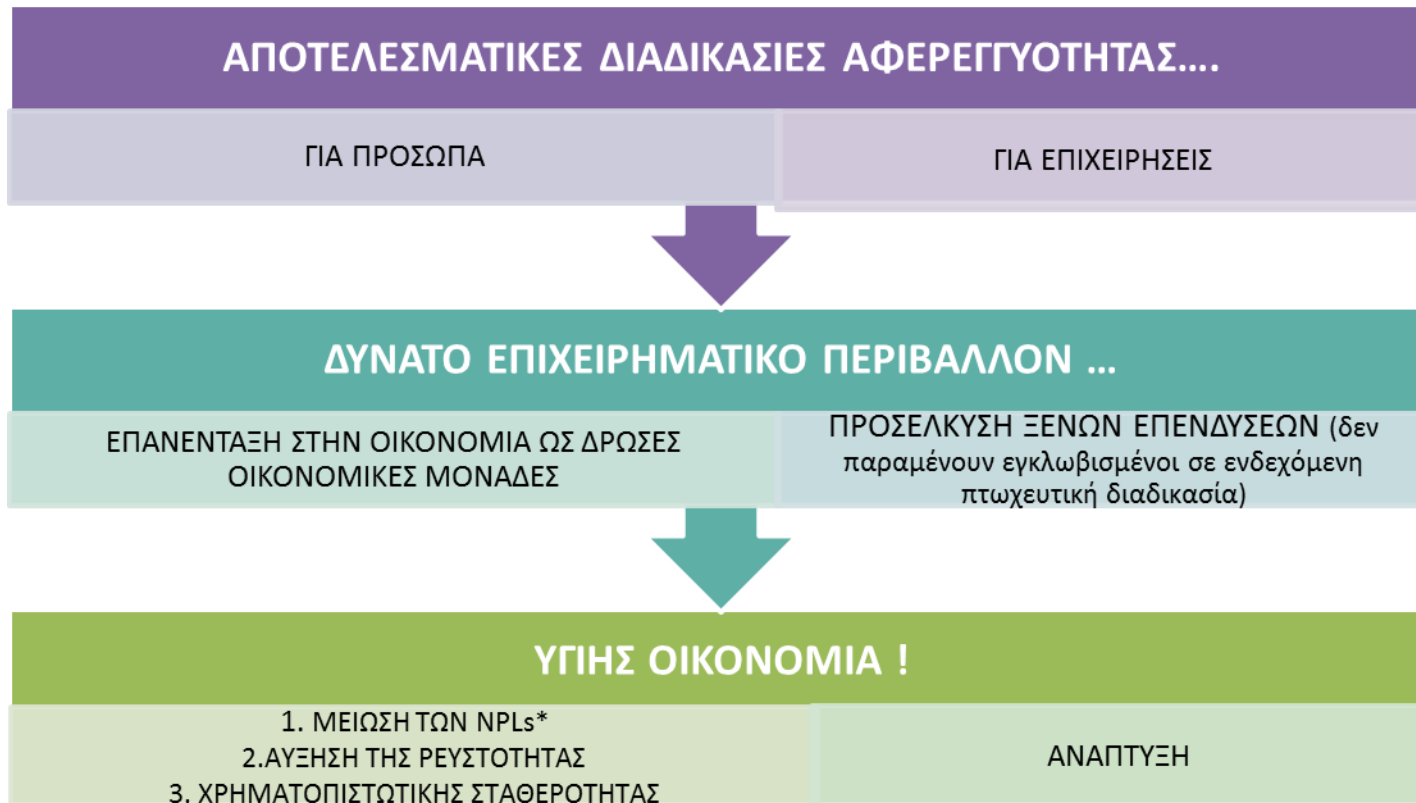 ΑΠΟΤΕΛΕΣΜΑΤΙΚΕΣ ΔΙΑΔΙΚΑΣΙΕΣ ΑΦΕΡΕΓΓΥΟΤΗΤΑΣ....
ΓΙΑ ΠΡΟΣΩΠΑ
ΓΙΑ ΕΠΙΧΕΙΡΗΣΕΙΣ
ΔΥΝΑΤΟ ΕΠΙΧΕΙΡΗΜΑΤΙΚΟ ΠΕΡΙΒΑΛΛΟΝ ...
ΕΠΑΝΕΝΤΑΞΗ ΣΤΗΝ ΟΙΚΟΝΟΜΙΑ ΩΣ ΔΡΩΣΕΣ
ΟΙΚΟΝΟΜΙΚΕΣ ΜΟΝΑΔΕΣ
ΠΡΟΣΕΛΚΥΣΗ ΞΕΝΩΝ ΕΠΕΝΔΥΣΕΩΝ (δεν
παραμένουν εγκλωβισμένοι σε ενδεχόμενη
πτωχευτική διαδικασία)
ΥΓΙΗΣ ΟΙΚΟΝΟΜΙΑ !
1. ΜΕΙΩΣΗ ΤΩΝ NPLs*
2.ΑΥΞΗΣΗ ΤΗΣ ΡΕΥΣΤΟΤΗΤΑΣ
3. ΧΡΗΜΑΤΟΠΙΣΤΩΤΙΚΗΣ ΣΤΑΘΕΡΟΤΗΤΑΣ
ΑΝΑΠΤΥΞΗ